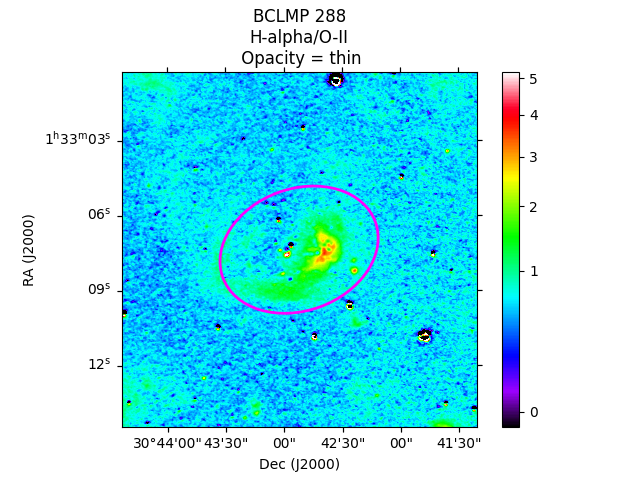 BCLMP 288
H-alpha/O-II
Opacity = thin
1ʰ33ᵐ03ˢ
06ˢ
09ˢ
12ˢ
RA (J2000)
30°44'00" 43'30" 00" 42'30" 00" 41'30"
Dec (J2000)
5
4
3
2
1
0